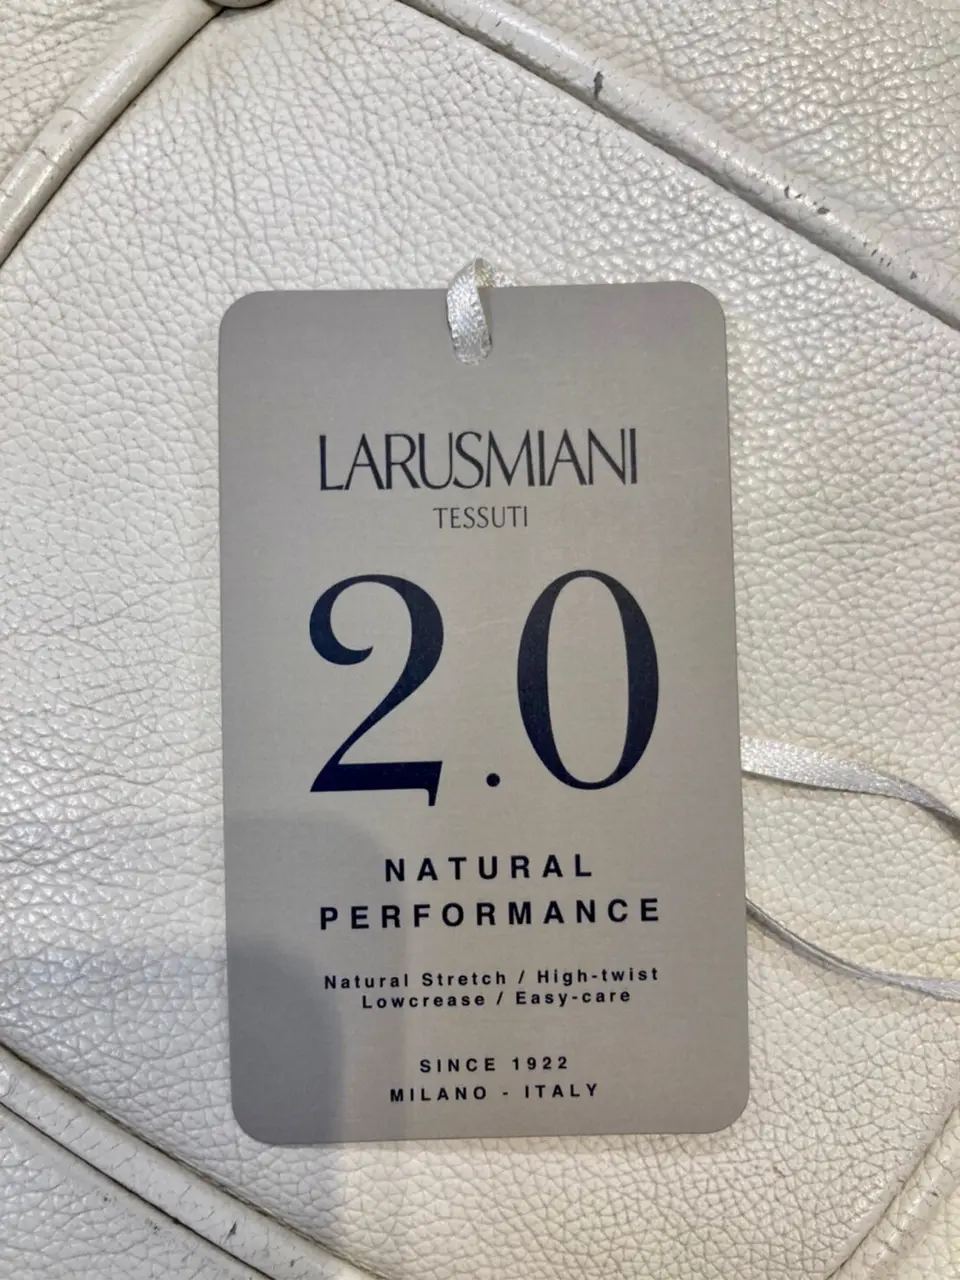 LARUSMIANI
TESSUTI
2.0
NATURAL
PERFORMANCE
Natural Stretch / High-twist
Lowcrease / Easy-care
SINCE 1922
MILANO - ITALY